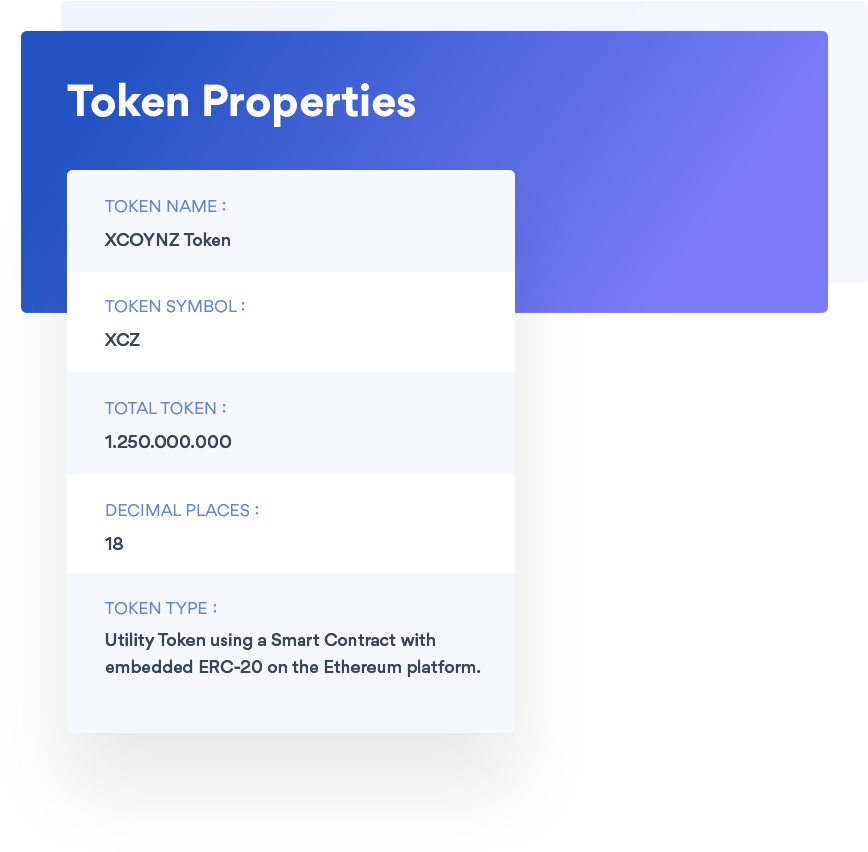 Token Properties
TOKEN NAME :
XCOYNZ Token
TOKEN SYMBOL :
XCZ
TOTAL TOKEN :
1.250.000.000
DECIMAL PLACES :
18
TOKEN TYPE :
Utility Token using a Smart Contract with
embedded ERC-20 on the Ethereum platform.